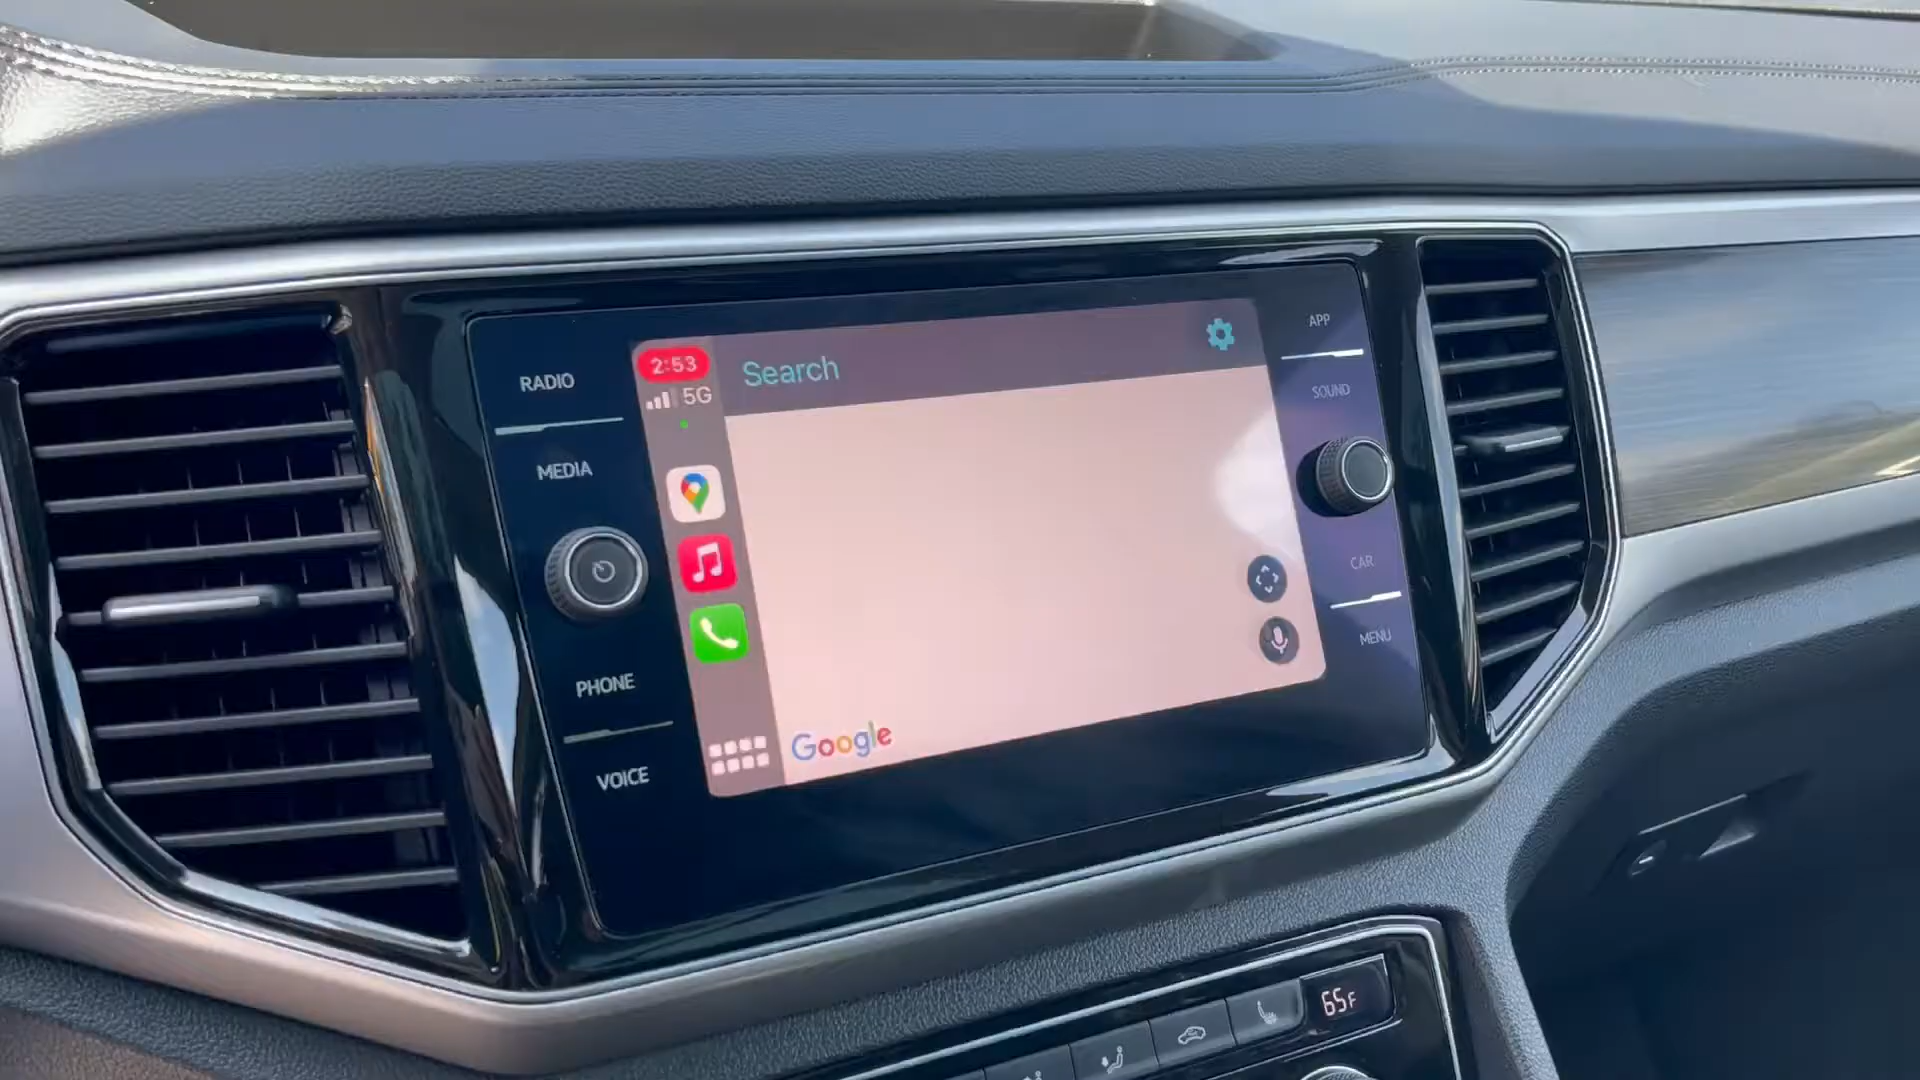 RADIO
MEDIA
PHONE
VOICE
2:53
5G
Search
Google
APP
SOUND
CAR
MENU
65F